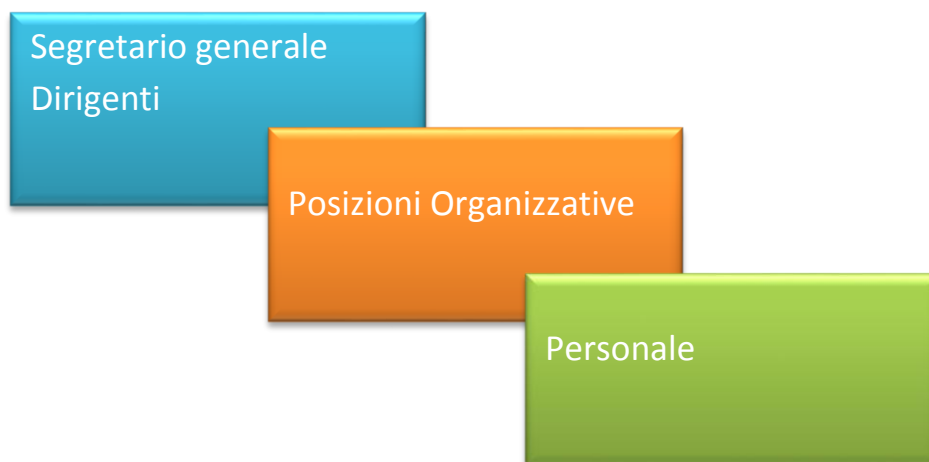 Segretario generale
Dirigenti
Posizioni Organizzative
Personale